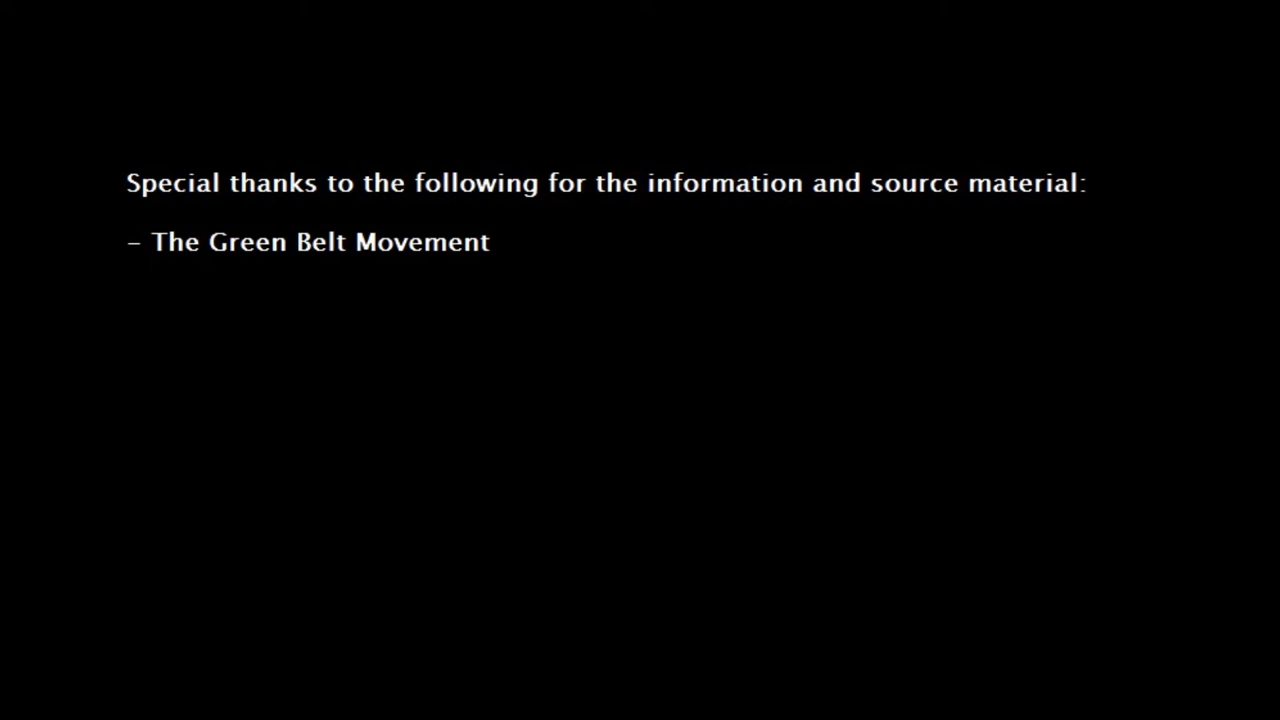 Special thanks to the following for the information and source material:
- The Green Belt Movement